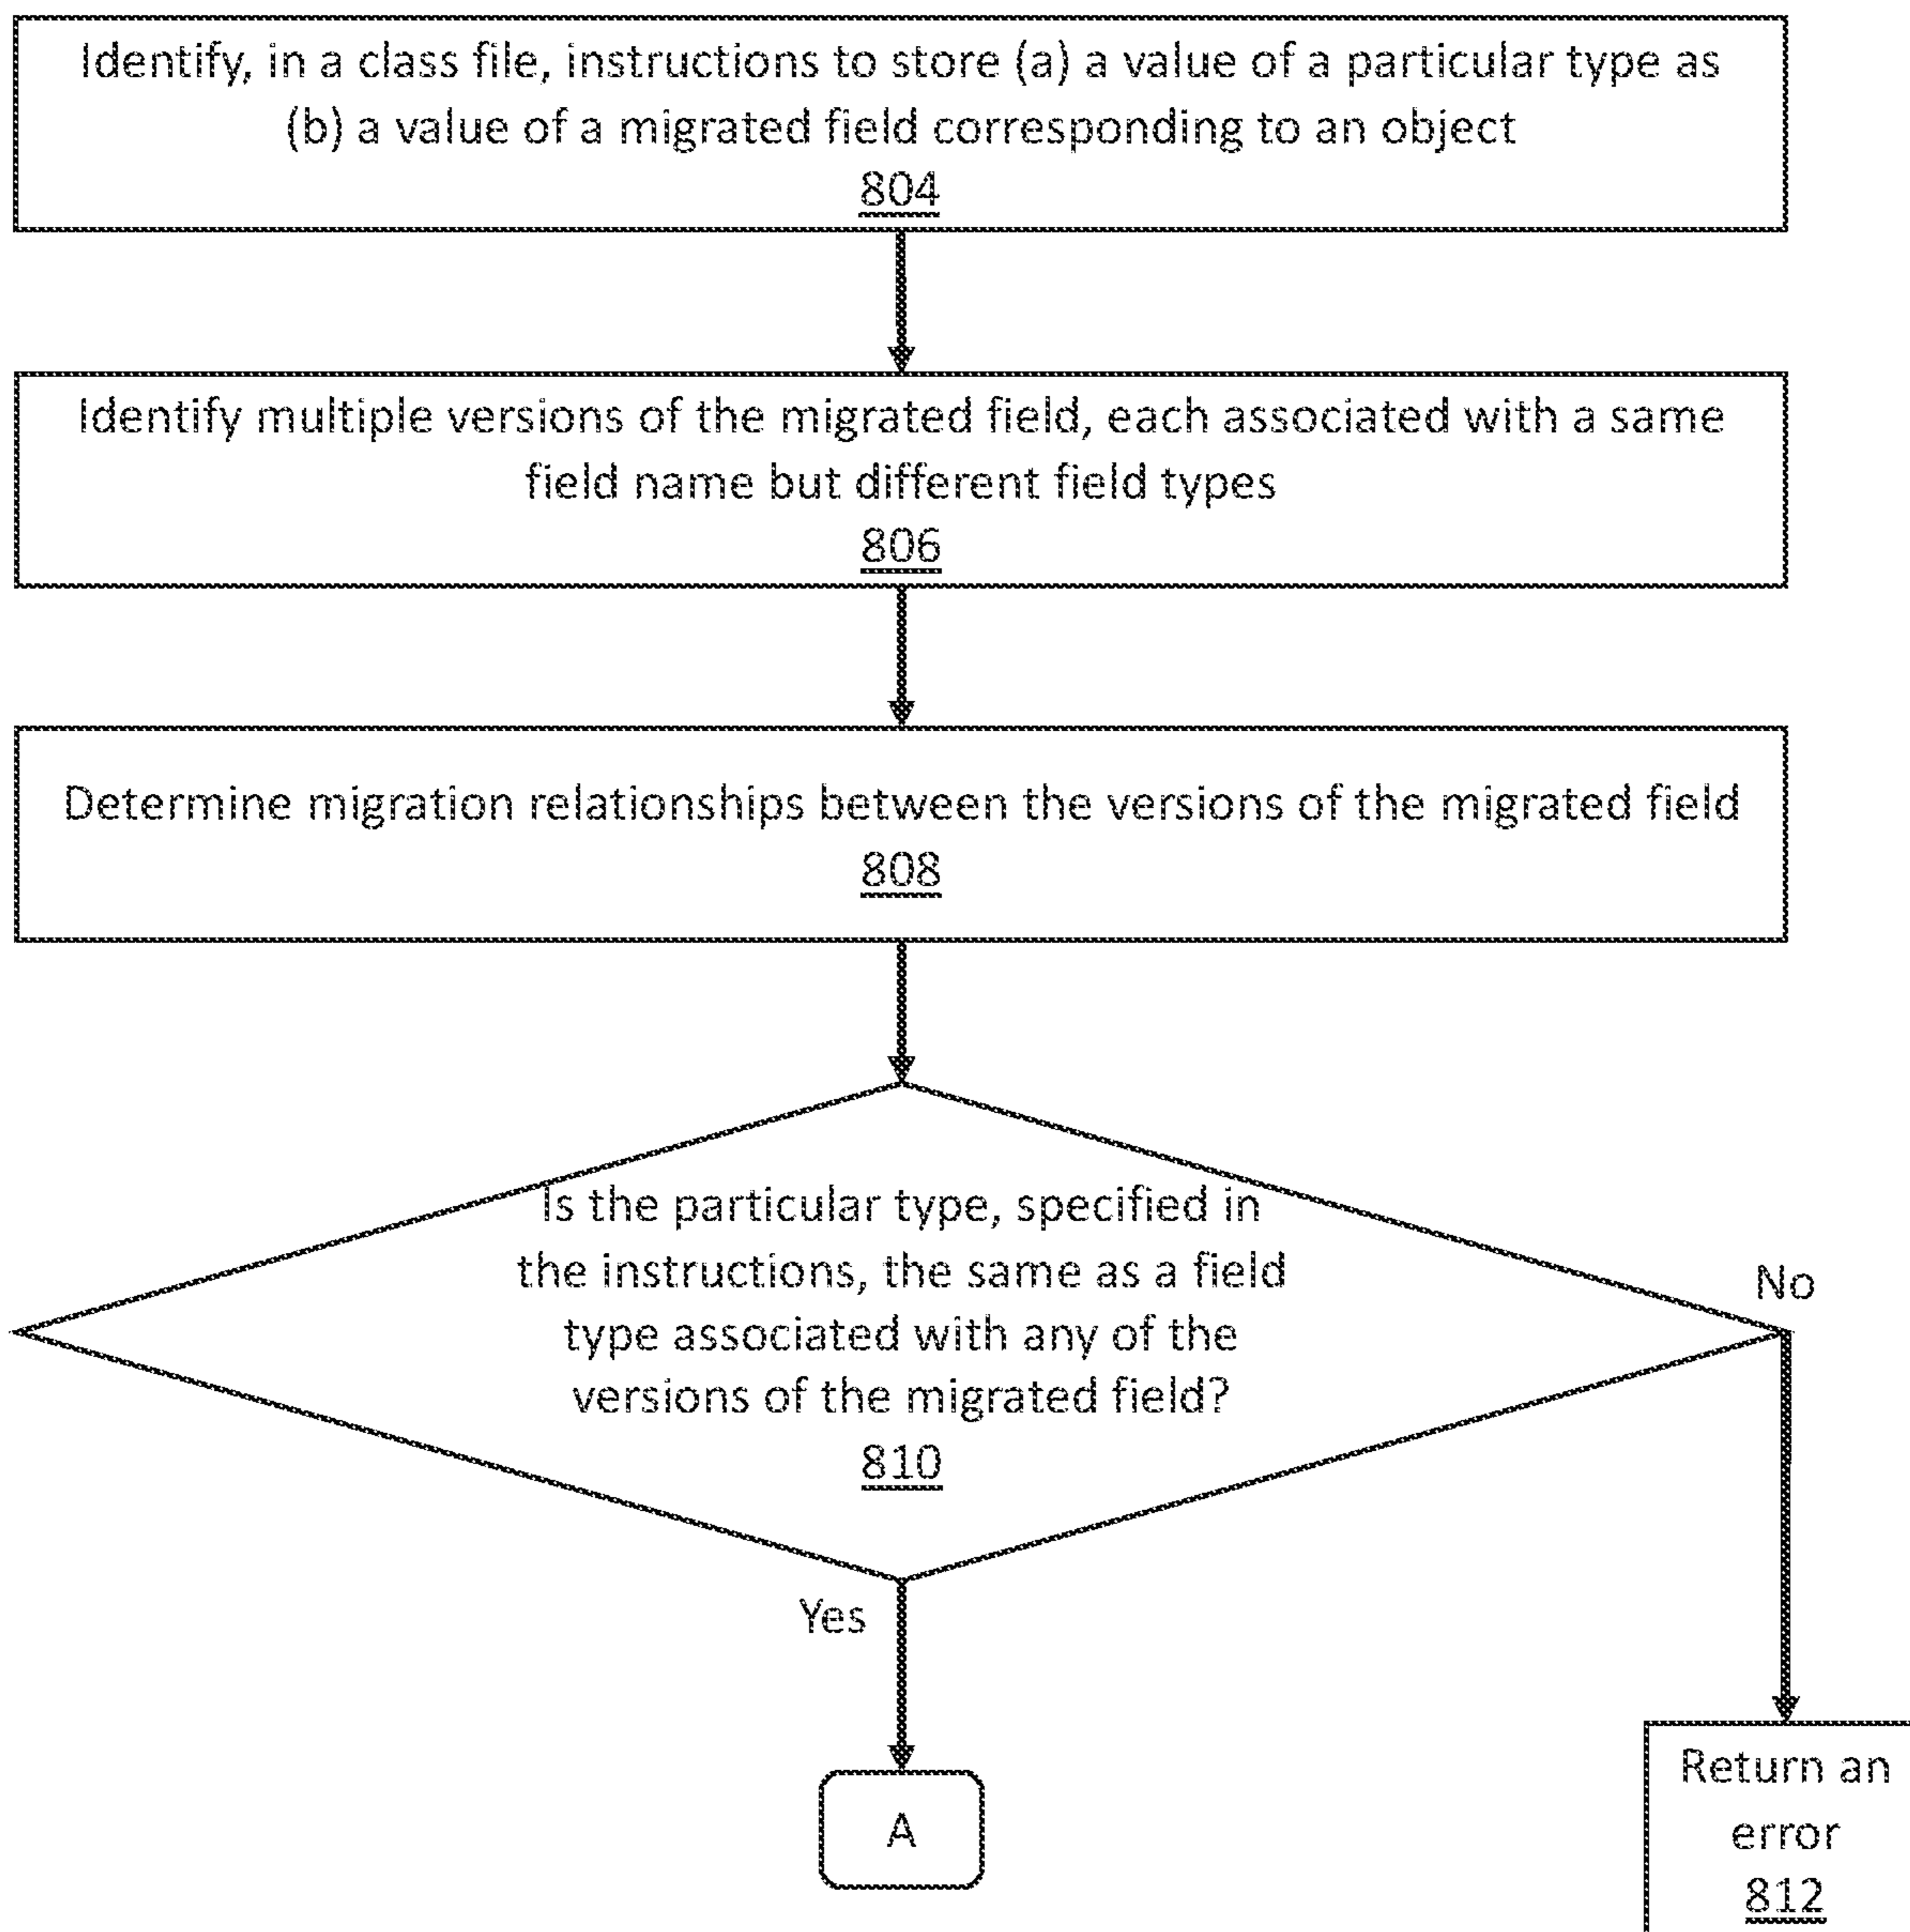 Identify, in a class file, instructions to store (a) a value of a particular type as
(b) a value of a migrated field corresponding to an object
804
Identify multiple versions of the migrated field, each associated with a same
field name but different field types
806
Determine migration relationships between the versions of the migrated field
808
Is the particular type, specified in
the instructions, the same as a field
type associated with any of the
versions of the migrated field?
810
No
Yes
A
Return an
error
812